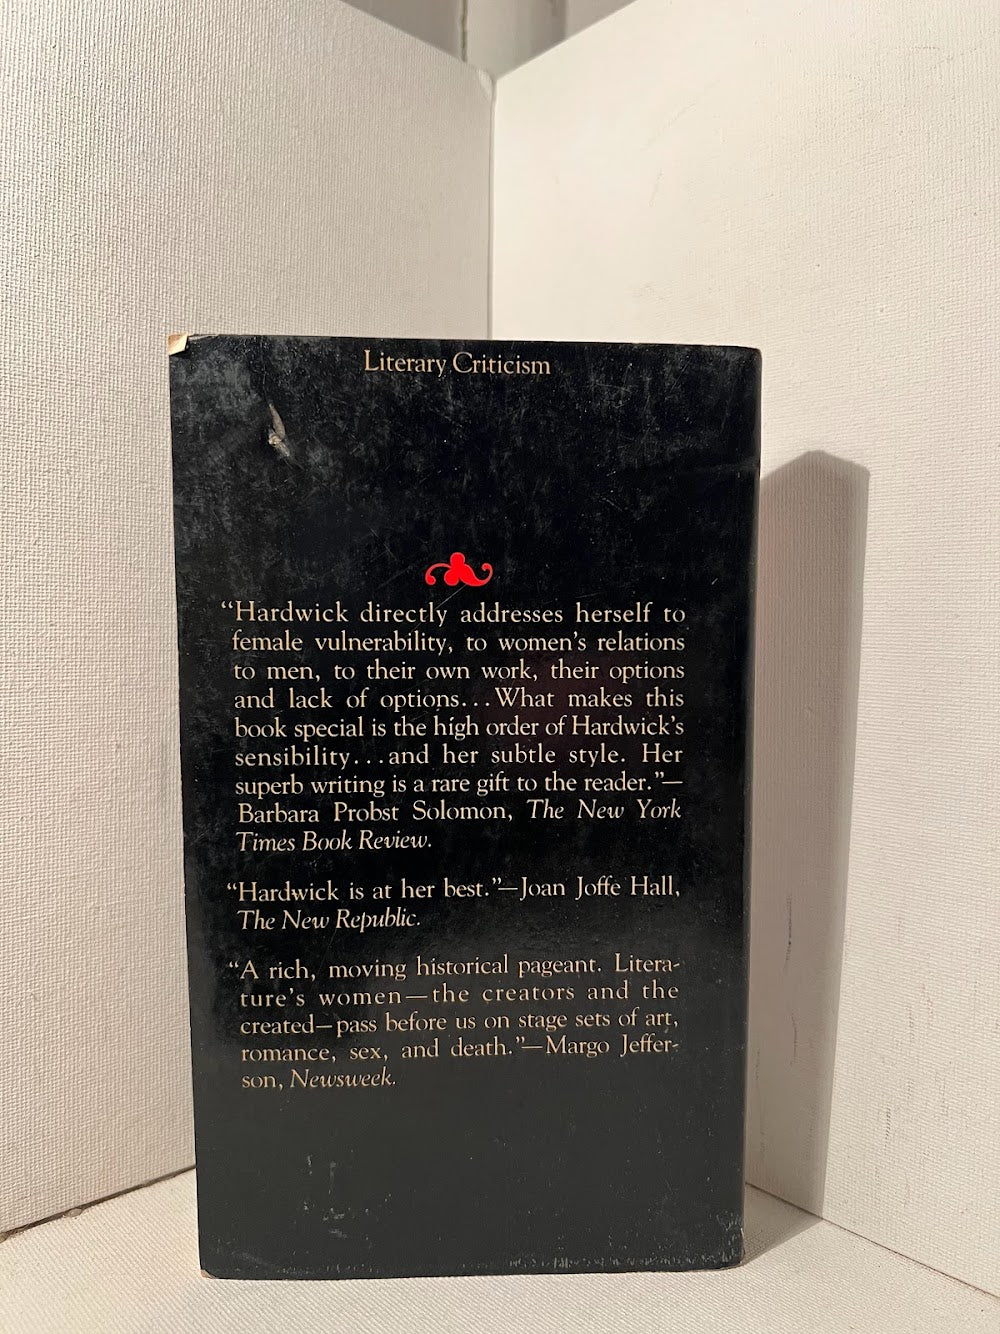 Literary Criticism
“Hardwick directly addresses herself to
female vulnerability, to women’s relations
to men, to their own work, their options
and lack of options...What makes this
book special is the high order of Hardwick’s
sensibility...and her subtle style. Her
superb writing is a rare gift to the reader.”—
Barbara Probst Solomon, The New York
Times Book Review.
“Hardwick is at her best.”—Joan Joffe Hall,
The New Republic.
“A rich, moving historical pageant. Litera-
ture’s women—the creators and the
created—pass before us on stage sets of art,
romance, sex, and death.”—Margo Jeffer-
son, Newsweek.